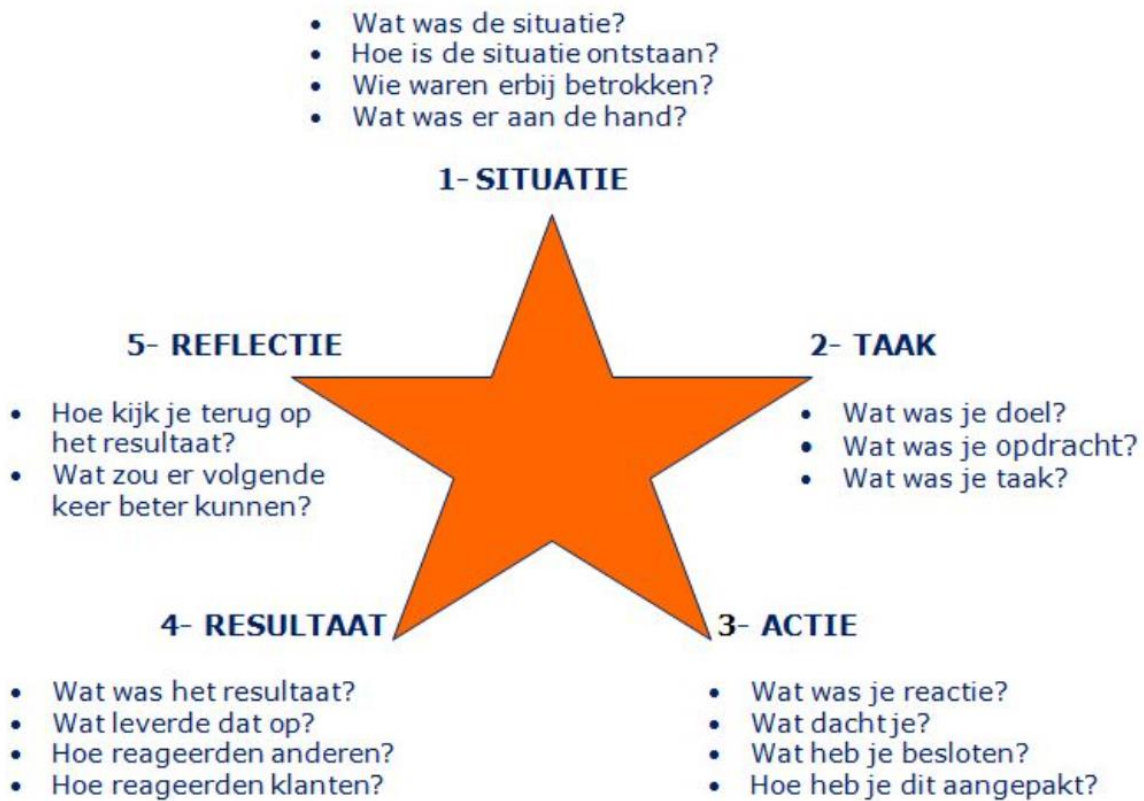 • Wat was de situatie?
• Hoe is de situatie ontstaan?
• Wie waren erbij betrokken?
• Wat was er aan de hand?
1- SITUATIE
2- TAAK
• Wat was je doel?
• Wat was je opdracht?
• Wat was je taak?
3- ACTIE
• Wat was je reactie?
• Wat dacht je?
• Wat heb je besloten?
• Hoe heb je dit aangepakt?
4- RESULTAAT
• Wat was het resultaat?
• Wat leverde dat op?
• Hoe reageerden anderen?
• Hoe reageerden klanten?
5- REFLECTIE
• Hoe kijk je terug op
het resultaat?
• Wat zou er volgende
keer beter kunnen?